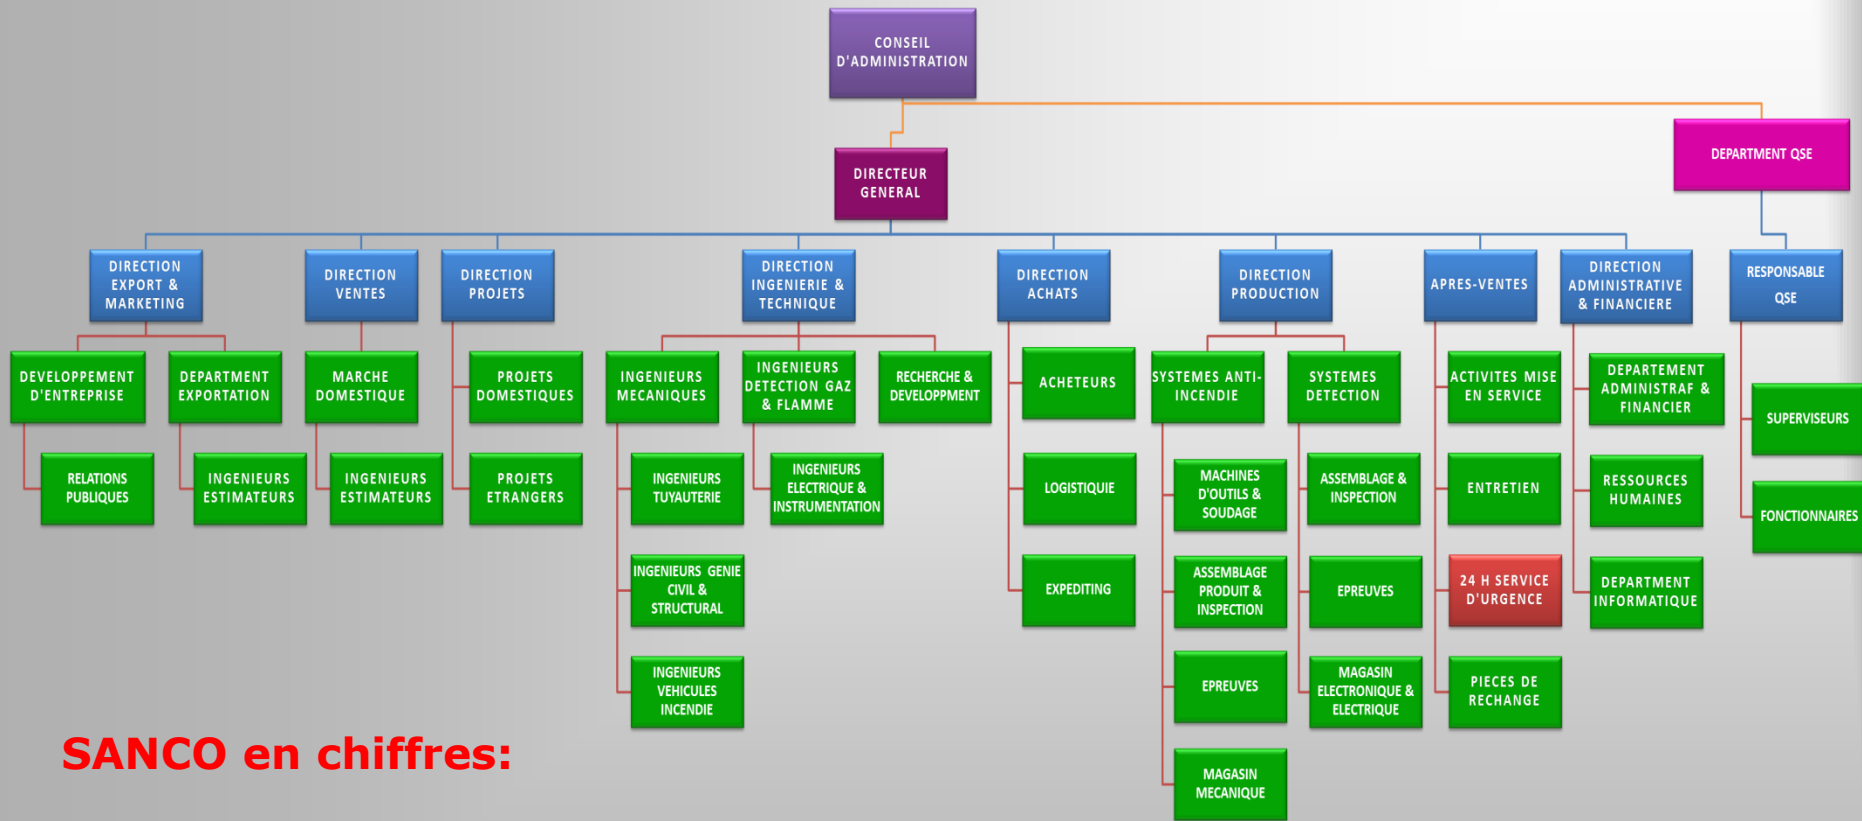 CONSEIL
D'ADMINISTRATION
DEPARTMENT QSE
DIRECTEUR
GENERAL
DIRECTION
EXPORT &
MARKETING
DIRECTION
VENTES
DIRECTION
PROJETS
DIRECTION
INGENIERIE &
TECHNIQUE
DIRECTION
ACHATS
DIRECTION
PRODUCTION
APRES-VENTES
DIRECTION
ADMINISTRATIVE
& FINANCIERE
RESPONSABLE
QSE
DEVELOPPEMENT
D'ENTREPRISE
DEPARTMENT
EXPORTATION
MARCHE
DOMESTIQUE
PROJETS
DOMESTIQUES
INGENIEURS
MECANIQUES
INGENIEURS
DETECTION GAZ
& FLAMME
RECHERCHE &
DEVELOPPMENT
ACHETEURS
SYSTEMES ANTI-
INCENDIE
SYSTEMES
DETECTION
ACTIVITES MISE
EN SERVICE
DEPARTEMENT
ADMINISTRAF &
FINANCIER
SUPERVISEURS
RELATIONS
PUBLIQUES
INGENIEURS
ESTIMATEURS
INGENIEURS
ESTIMATEURS
PROJETS
ETRANGERS
INGENIEURS
TUYAUTERIE
INGENIEURS
ELECTRIQUE &
INSTRUMENTATION
LOGISTIQUIE
MACHINES
D'OUTILS &
SOUDAGE
ASSEMBLAGE &
INSPECTION
ENTRETIEN
RESSOURCES
HUMAINES
FONCTIONNAIRES
INGENIEURS GENIE
CIVIL &
STRUCTURAL
EXPEDITING
ASSEMBLAGE
PRODUIT &
INSPECTION
EPREUVES
24 H SERVICE
D'URGENCE
DEPARTMENT
INFORMATIQUE
INGENIEURS
VEHICULES
INCENDIE
EPREUVES
MAGASIN
ELECTRONIQUE &
ELECTRIQUE
PIECES DE
RECHANGE
MAGASIN
MECANIQUE
SANCO en chiffres: